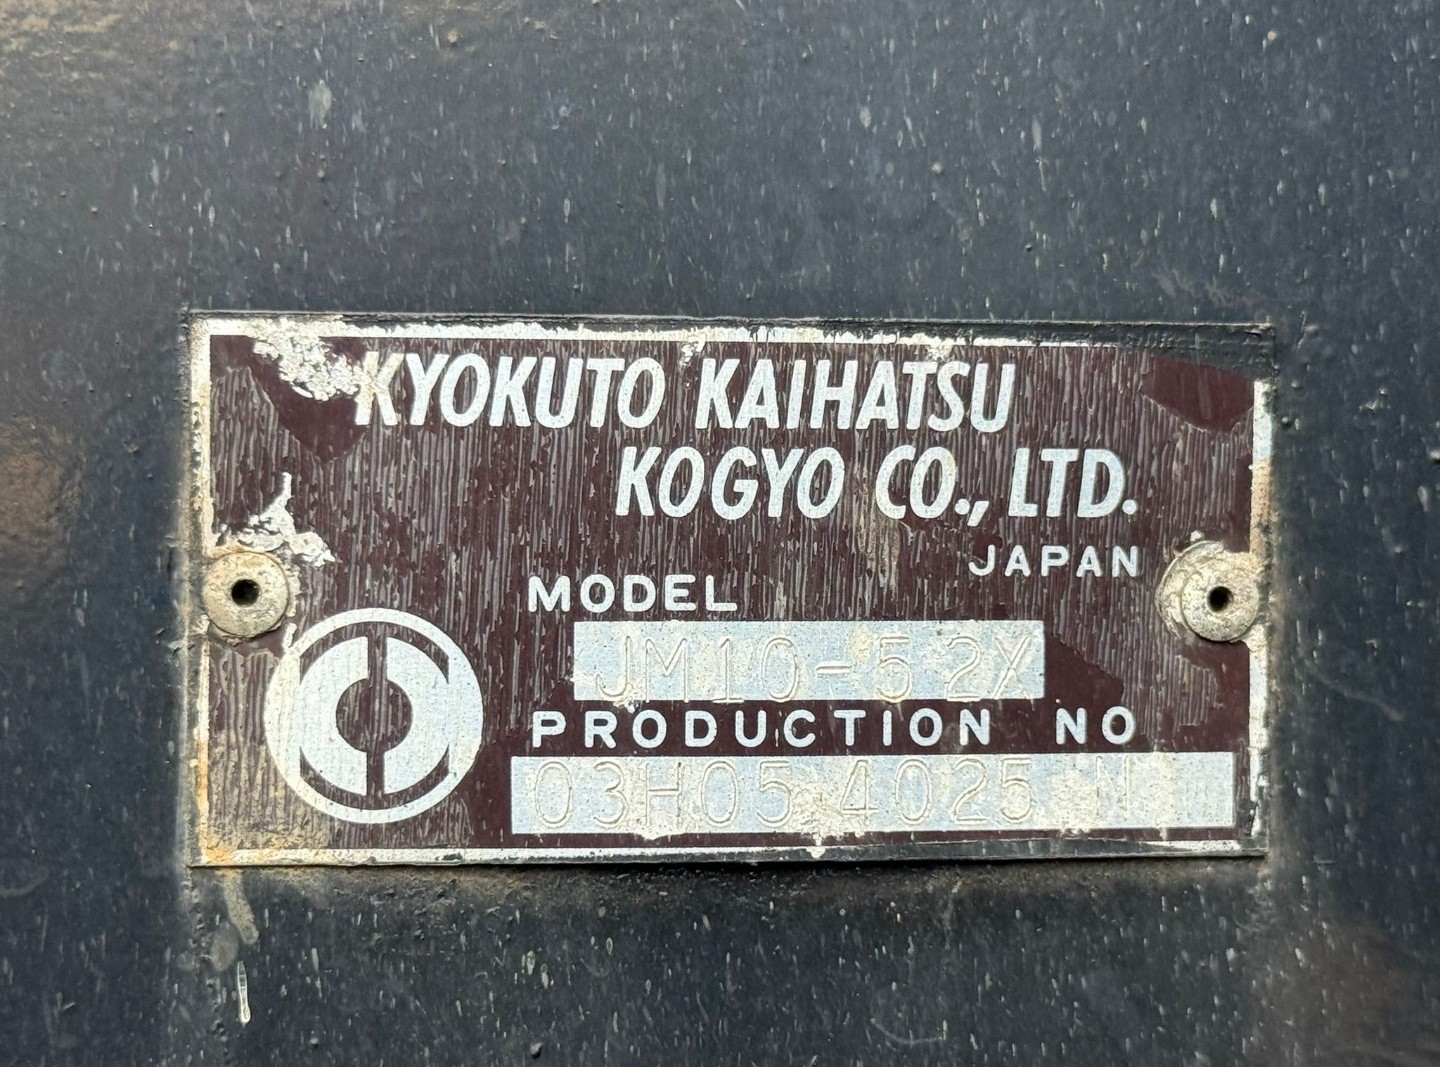 KYOKUTO KAIHATSU
KOGYO CO., LTD.
JAPAN
MODEL
JM10-52X
PRODUCTION NO
03H05 4025 N